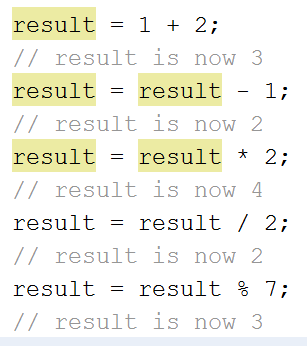 result = 1 + 2;
// result is now 3
result = result - 1;
// result is now 2
result = result * 2;
// result is now 4
result = result / 2;
// result is now 2
result = result % 7;
// result is now 3